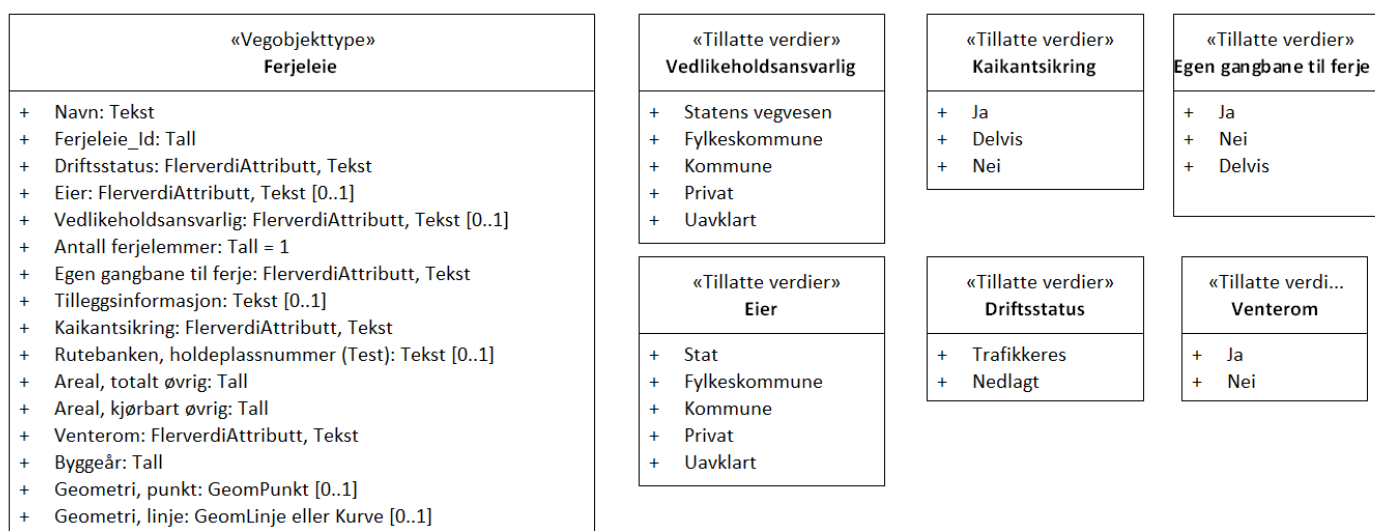 «Vegobjekttype»
Ferjeleie
+ Navn: Tekst
+ Ferjeleie_Id: Tall
+ Driftsstatus: FlerverdiAttributt, Tekst
+ Eier: FlerverdiAttributt, Tekst [0..1]
+ Vedlikeholdsansvarlig: FlerverdiAttributt, Tekst [0..1]
+ Antall ferjelemmer: Tall = 1
+ Egen gangbane til ferje: FlerverdiAttributt, Tekst
+ Tilleggsinformasjon: Tekst [0..1]
+ Kaikantsikring: FlerverdiAttributt, Tekst
+ Rutebanken, holdeplassnummer (Test): Tekst [0..1]
+ Areal, totalt øvrig: Tall
+ Areal, kjørbart øvrig: Tall
+ Venterom: FlerverdiAttributt, Tekst
+ Byggeår: Tall
+ Geometri, punkt: GeomPunkt [0..1]
+ Geometri, linje: GeomLinje eller Kurve [0..1]
«Tillatte verdier»
Vedlikeholdsansvarlig
+ Statens vegvesen
+ Fylkeskommune
+ Kommune
+ Privat
+ Uavklart
«Tillatte verdier»
Kaikantsikring
+ Ja
+ Delvis
+ Nei
«Tillatte verdier»
Egen gangbane til ferje
+ Ja
+ Nei
+ Delvis
«Tillatte verdier»
Eier
+ Stat
+ Fylkeskommune
+ Kommune
+ Privat
+ Uavklart
«Tillatte verdier»
Driftsstatus
+ Trafikkeres
+ Nedlagt
«Tillatte verdi...
Venterom
+ Ja
+ Nei